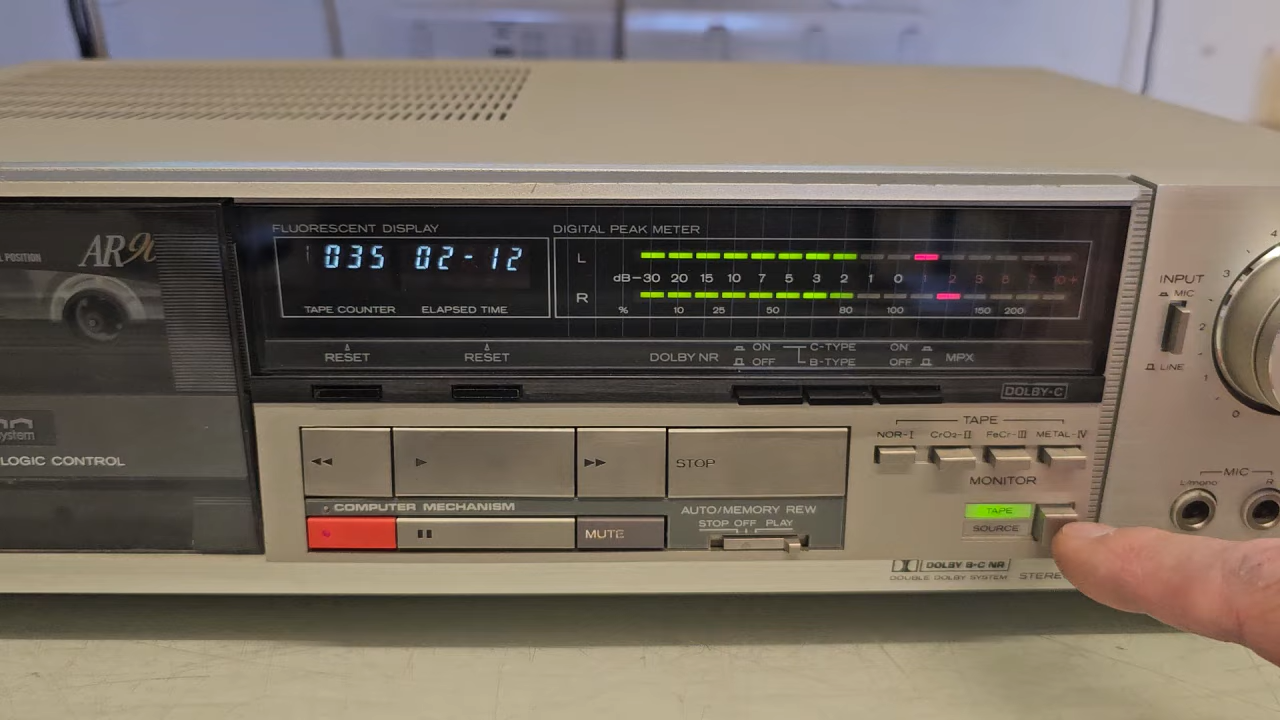 FLUORESCENT DISPLAY
035 02-12
TAPE COUNTER ELAPSED TIME
DIGITAL PEAK METER
L
dB-30 20 15 10 7 5 3 2 1 0 1 2 3 5 7 10+
R
% 10 25 50 80 100 150 200
POSITION
AR90
RESET RESET
DOLBY NR ON OFF C-TYPE B-TYPE ON OFF MPX
DOLBY-C
system
LOGIC CONTROL
STOP
COMPUTER MECHANISM
MUTE
AUTO/MEMORY REW
STOP OFF PLAY
TAPE
NOR-I CrO2-II FeCr-III METAL-IV
MONITOR
TAPE
SOURCE
DOLBY B-C NR
DOUBLE DOLBY SYSTEM STERE
INPUT
MIC
LINE
4
3
2
1
0
MIC
L/mono R